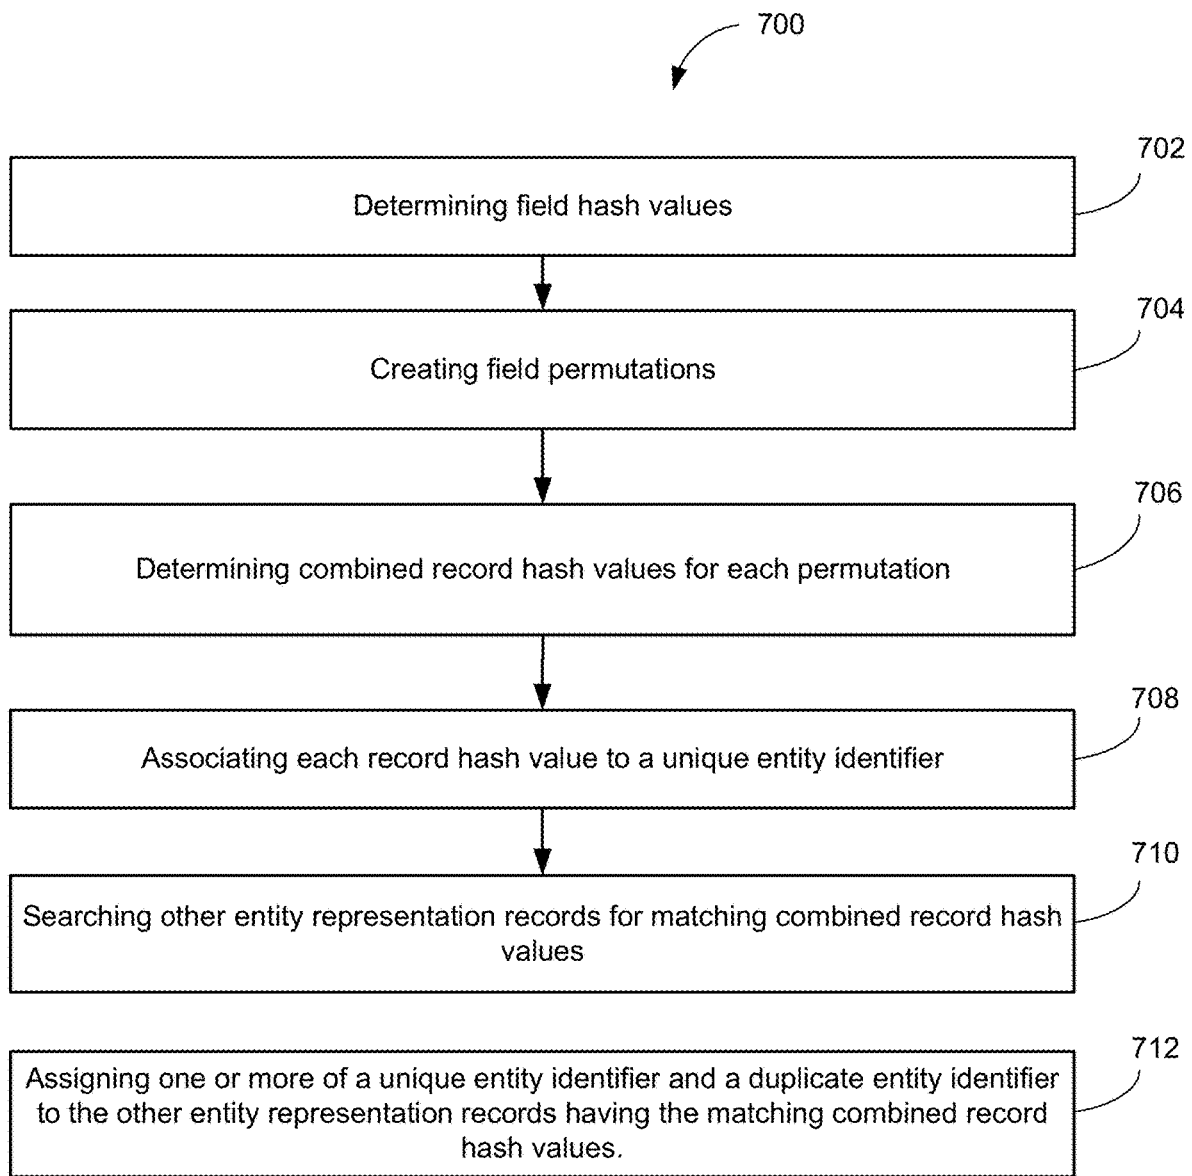 700
702
Determining field hash values
704
Creating field permutations
706
Determining combined record hash values for each permutation
708
Associating each record hash value to a unique entity identifier
710
Searching other entity representation records for matching combined record hash
values
712
Assigning one or more of a unique entity identifier and a duplicate entity identifier
to the other entity representation records having the matching combined record
hash values.